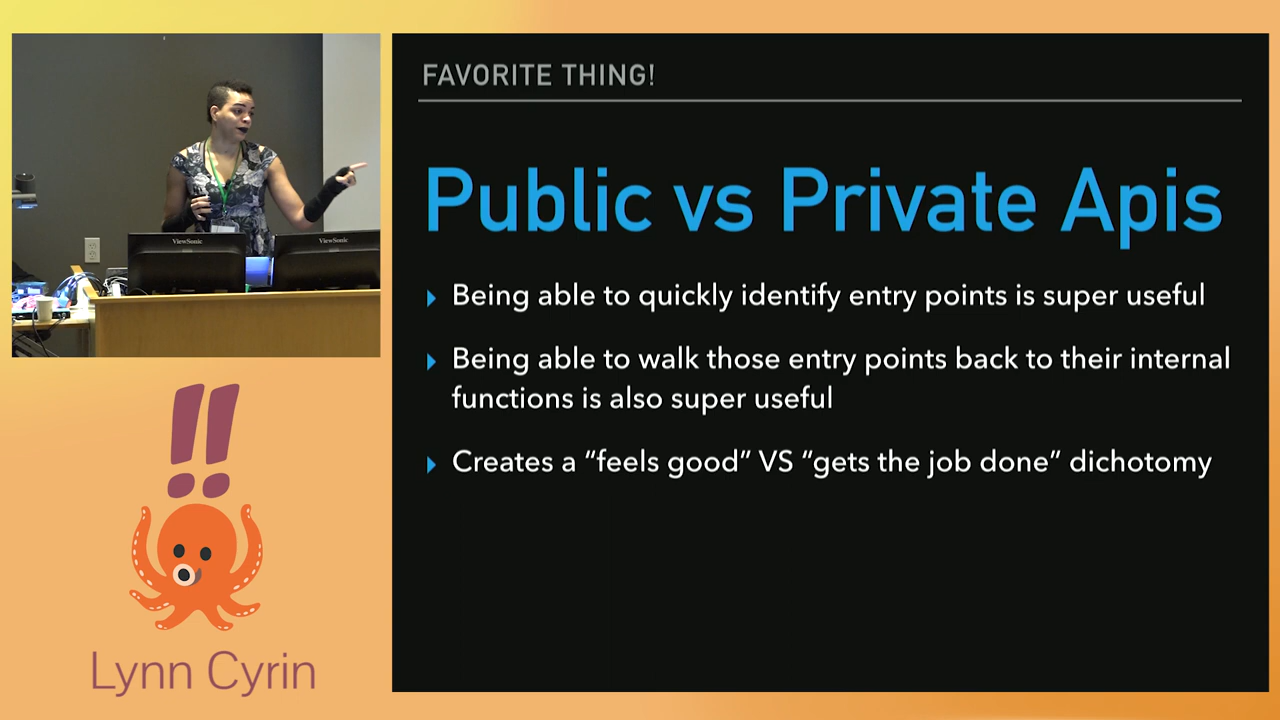 FAVORITE THING!
Public vs Private Apis
Being able to quickly identify entry points is super useful
Being able to walk those entry points back to their internal
functions is also super useful
Creates a “feels good” VS “gets the job done” dichotomy
ViewSonic
ViewSonic
!!
Lynn Cyrin